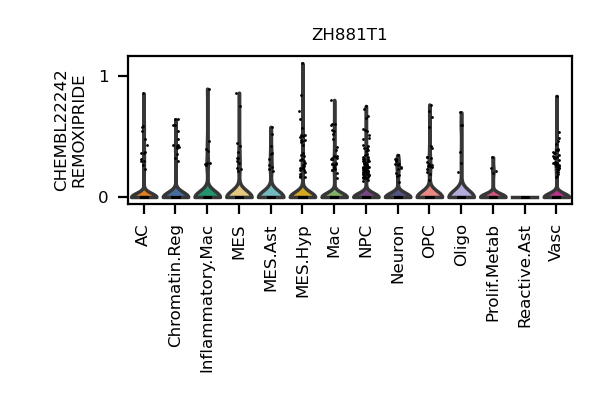 ZH881T1
CHEMBL22242
REMOXIPRIDE
1
0
AC
Chromatin.Reg
Inflammatory.Mac
MES
MES.Ast
MES.Hyp
Mac
NPC
Neuron
OPC
Oligo
Prolif.Metab
Reactive.Ast
Vasc